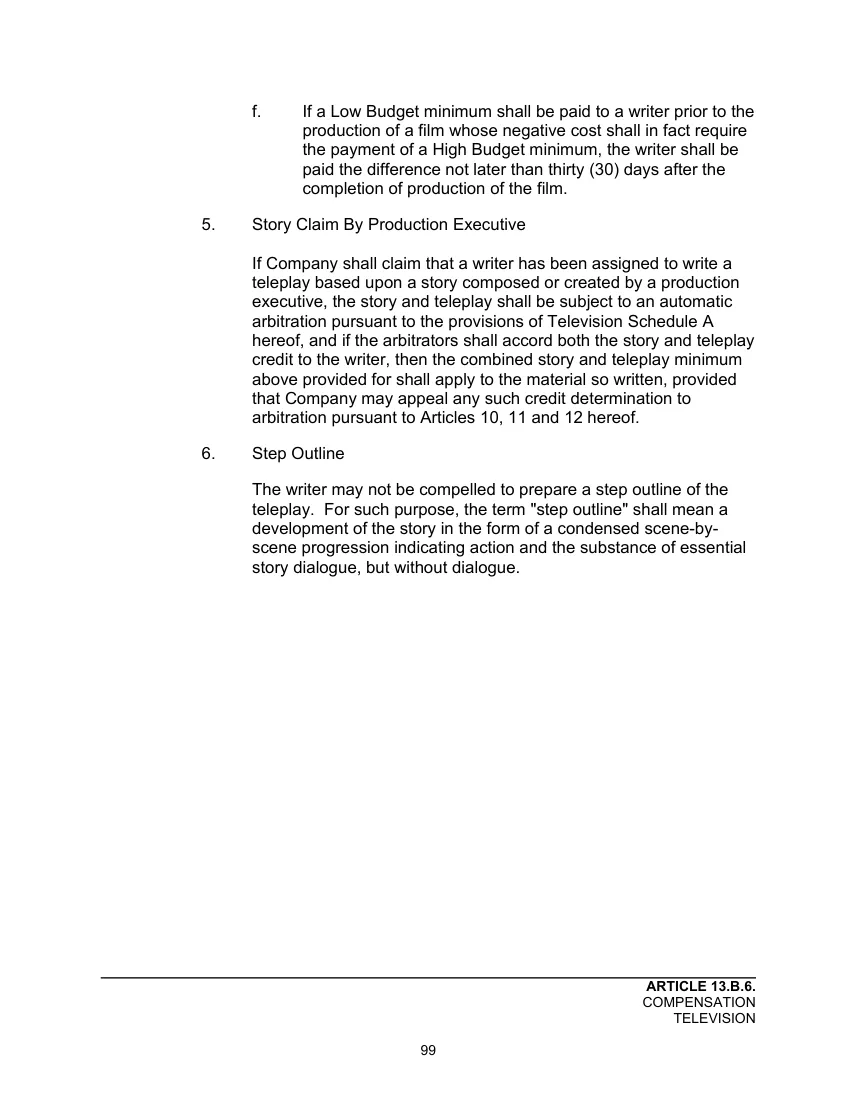 f. If a Low Budget minimum shall be paid to a writer prior to the
production of a film whose negative cost shall in fact require
the payment of a High Budget minimum, the writer shall be
paid the difference not later than thirty (30) days after the
completion of production of the film.
5. Story Claim By Production Executive
If Company shall claim that a writer has been assigned to write a
teleplay based upon a story composed or created by a production
executive, the story and teleplay shall be subject to an automatic
arbitration pursuant to the provisions of Television Schedule A
hereof, and if the arbitrators shall accord both the story and teleplay
credit to the writer, then the combined story and teleplay minimum
above provided for shall apply to the material so written, provided
that Company may appeal any such credit determination to
arbitration pursuant to Articles 10, 11 and 12 hereof.
6. Step Outline
The writer may not be compelled to prepare a step outline of the
teleplay.  For such purpose, the term "step outline" shall mean a
development of the story in the form of a condensed scene-by-
scene progression indicating action and the substance of essential
story dialogue, but without dialogue.
ARTICLE 13.B.6.
COMPENSATION
TELEVISION
99